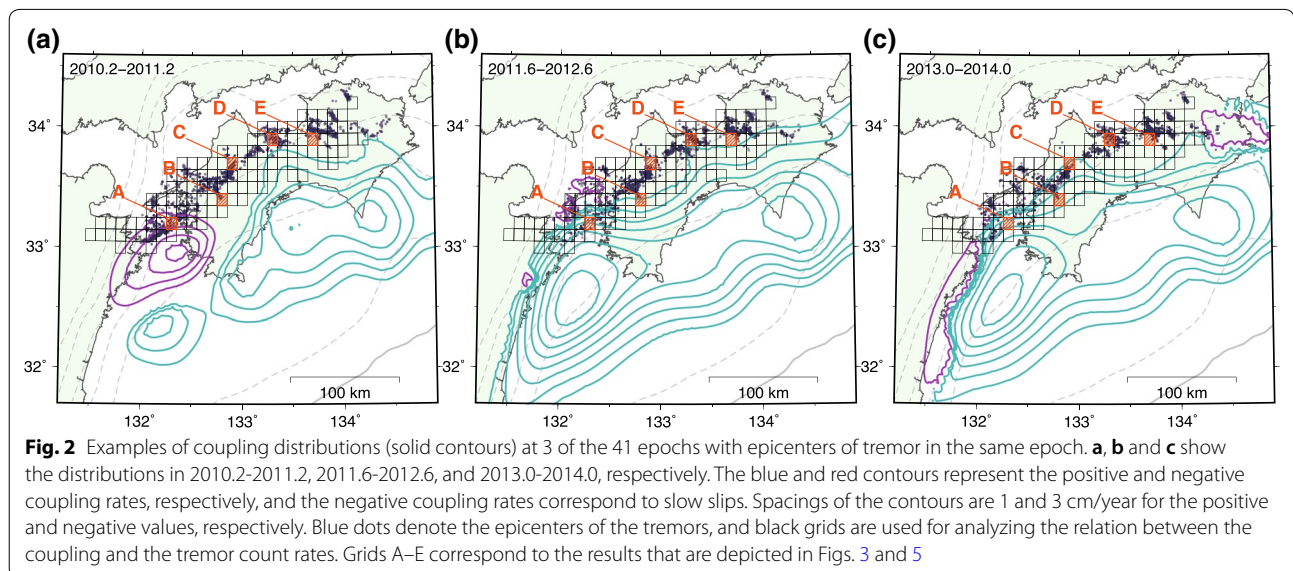 (a) (b) (c)
2010.2–2011.2 2011.6–2012.6 2013.0–2014.0
D E D E D E
34° 34° 34°
C C C
B B B
A A A
33° 33° 33°
32° 32° 32°
100 km 100 km 100 km
132° 133° 134° 132° 133° 134° 132° 133° 134°
Fig. 2 Examples of coupling distributions (solid contours) at 3 of the 41 epochs with epicenters of tremor in the same epoch. a, b and c show
the distributions in 2010.2-2011.2, 2011.6-2012.6, and 2013.0-2014.0, respectively. The blue and red contours represent the positive and negative
coupling rates, respectively, and the negative coupling rates correspond to slow slips. Spacings of the contours are 1 and 3 cm/year for the positive
and negative values, respectively. Blue dots denote the epicenters of the tremors, and black grids are used for analyzing the relation between the
coupling and the tremor count rates. Grids A–E correspond to the results that are depicted in Figs. 3 and 5